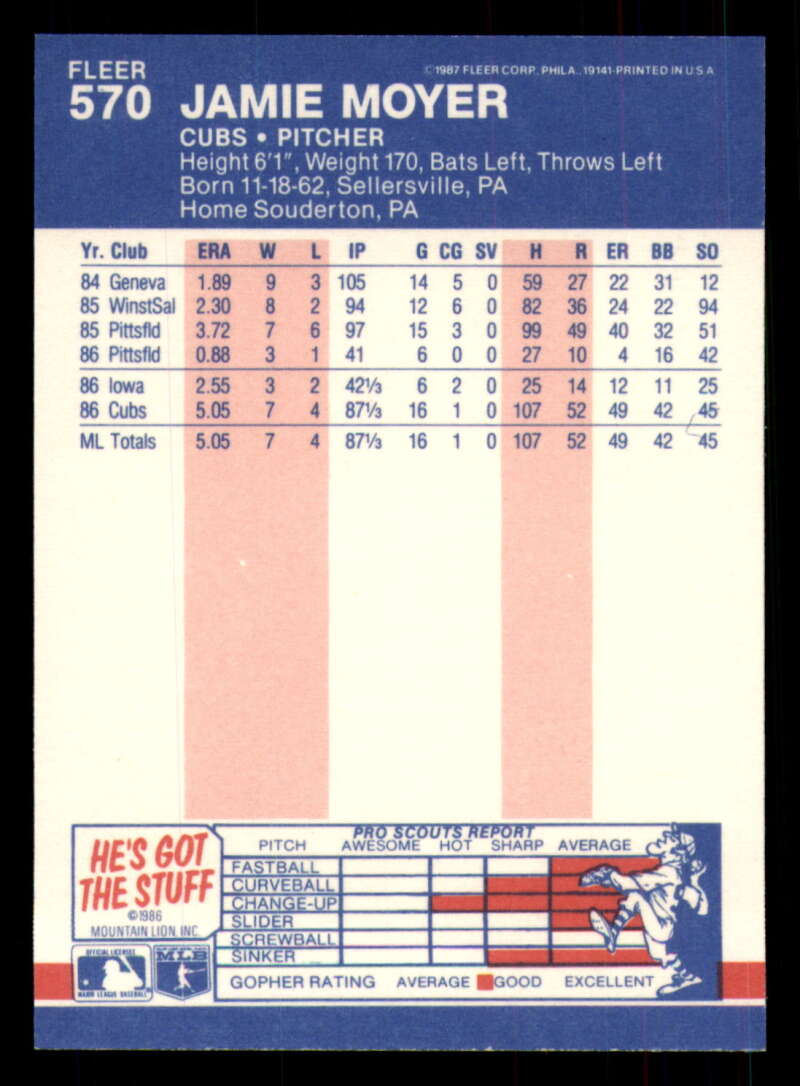 FLEER
570 JAMIE MOYER
©1987 FLEER CORP. PHILA., 19141-PRINTED IN U.S.A.
CUBS • PITCHER
Height 6'1", Weight 170, Bats Left, Throws Left
Born 11-18-62, Sellersville, PA
Home Souderton, PA
Yr. Club ERA W L IP G CG SV H R ER BB SO
84 Geneva 1.89 9 3 105 14 5 0 59 27 22 31 12
85 WinstSal 2.30 8 2 94 12 6 0 82 36 24 22 94
85 Pittsfld 3.72 7 6 97 15 3 0 99 49 40 32 51
86 Pittsfld 0.88 3 1 41 6 0 0 27 10 4 16 42
86 Iowa 2.55 3 2 42⅓ 6 2 0 25 14 12 11 25
86 Cubs 5.05 7 4 87⅓ 16 1 0 107 52 49 42 45
ML Totals 5.05 7 4 87⅓ 16 1 0 107 52 49 42 45
HE'S GOT
THE STUFF
©1986
MOUNTAIN LION, INC.
PRO SCOUTS REPORT
PITCH AWESOME HOT SHARP AVERAGE
FASTBALL
CURVEBALL
CHANGE-UP
SLIDER
SCREWBALL
SINKER
GOPHER RATING AVERAGE GOOD EXCELLENT
OFFICIAL LICENSEE
MAJOR LEAGUE BASEBALL
MLB